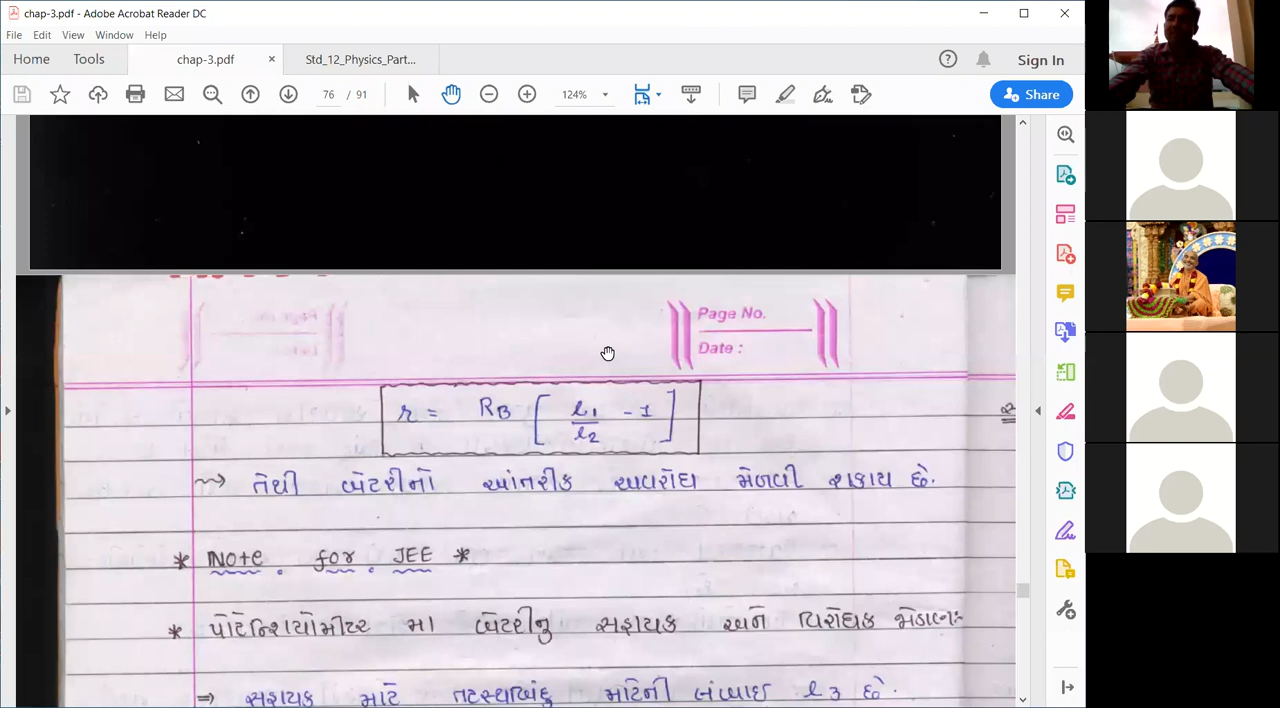 chap-3.pdf - Adobe Acrobat Reader DC
File Edit View Window Help
Home Tools chap-3.pdf × Std_12_Physics_Part... Sign In
76 / 91 124% Share
Page No.
Date :
r = RB [ l1/l2 - 1 ]
⇝ તેથી બેટરીનો આંતરીક અવરોધ મેળવી શકાય છે.
* Note for JEE *
* પોટેન્શિયોમીટર મા બેટરીનુ સહાયક અને વિરોધક જોડાણ:-
⇒ સહાયક માટે તટસ્થબિંદુ માટેની લંબાઇ l3 છે.